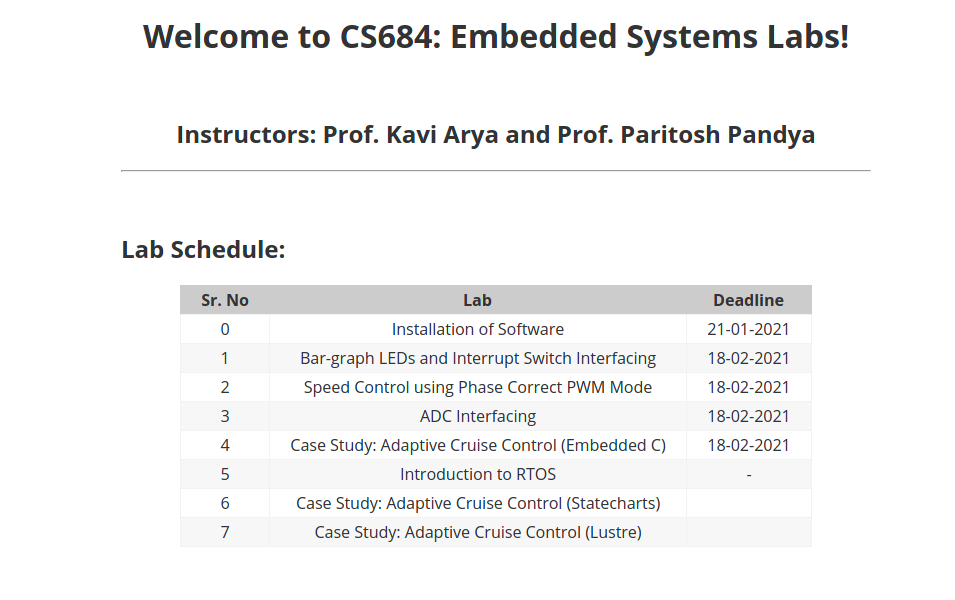 Welcome to CS684: Embedded Systems Labs!
Instructors: Prof. Kavi Arya and Prof. Paritosh Pandya
Lab Schedule:
Sr. No Lab Deadline
0 Installation of Software 21-01-2021
1 Bar-graph LEDs and Interrupt Switch Interfacing 18-02-2021
2 Speed Control using Phase Correct PWM Mode 18-02-2021
3 ADC Interfacing 18-02-2021
4 Case Study: Adaptive Cruise Control (Embedded C) 18-02-2021
5 Introduction to RTOS -
6 Case Study: Adaptive Cruise Control (Statecharts)
7 Case Study: Adaptive Cruise Control (Lustre)